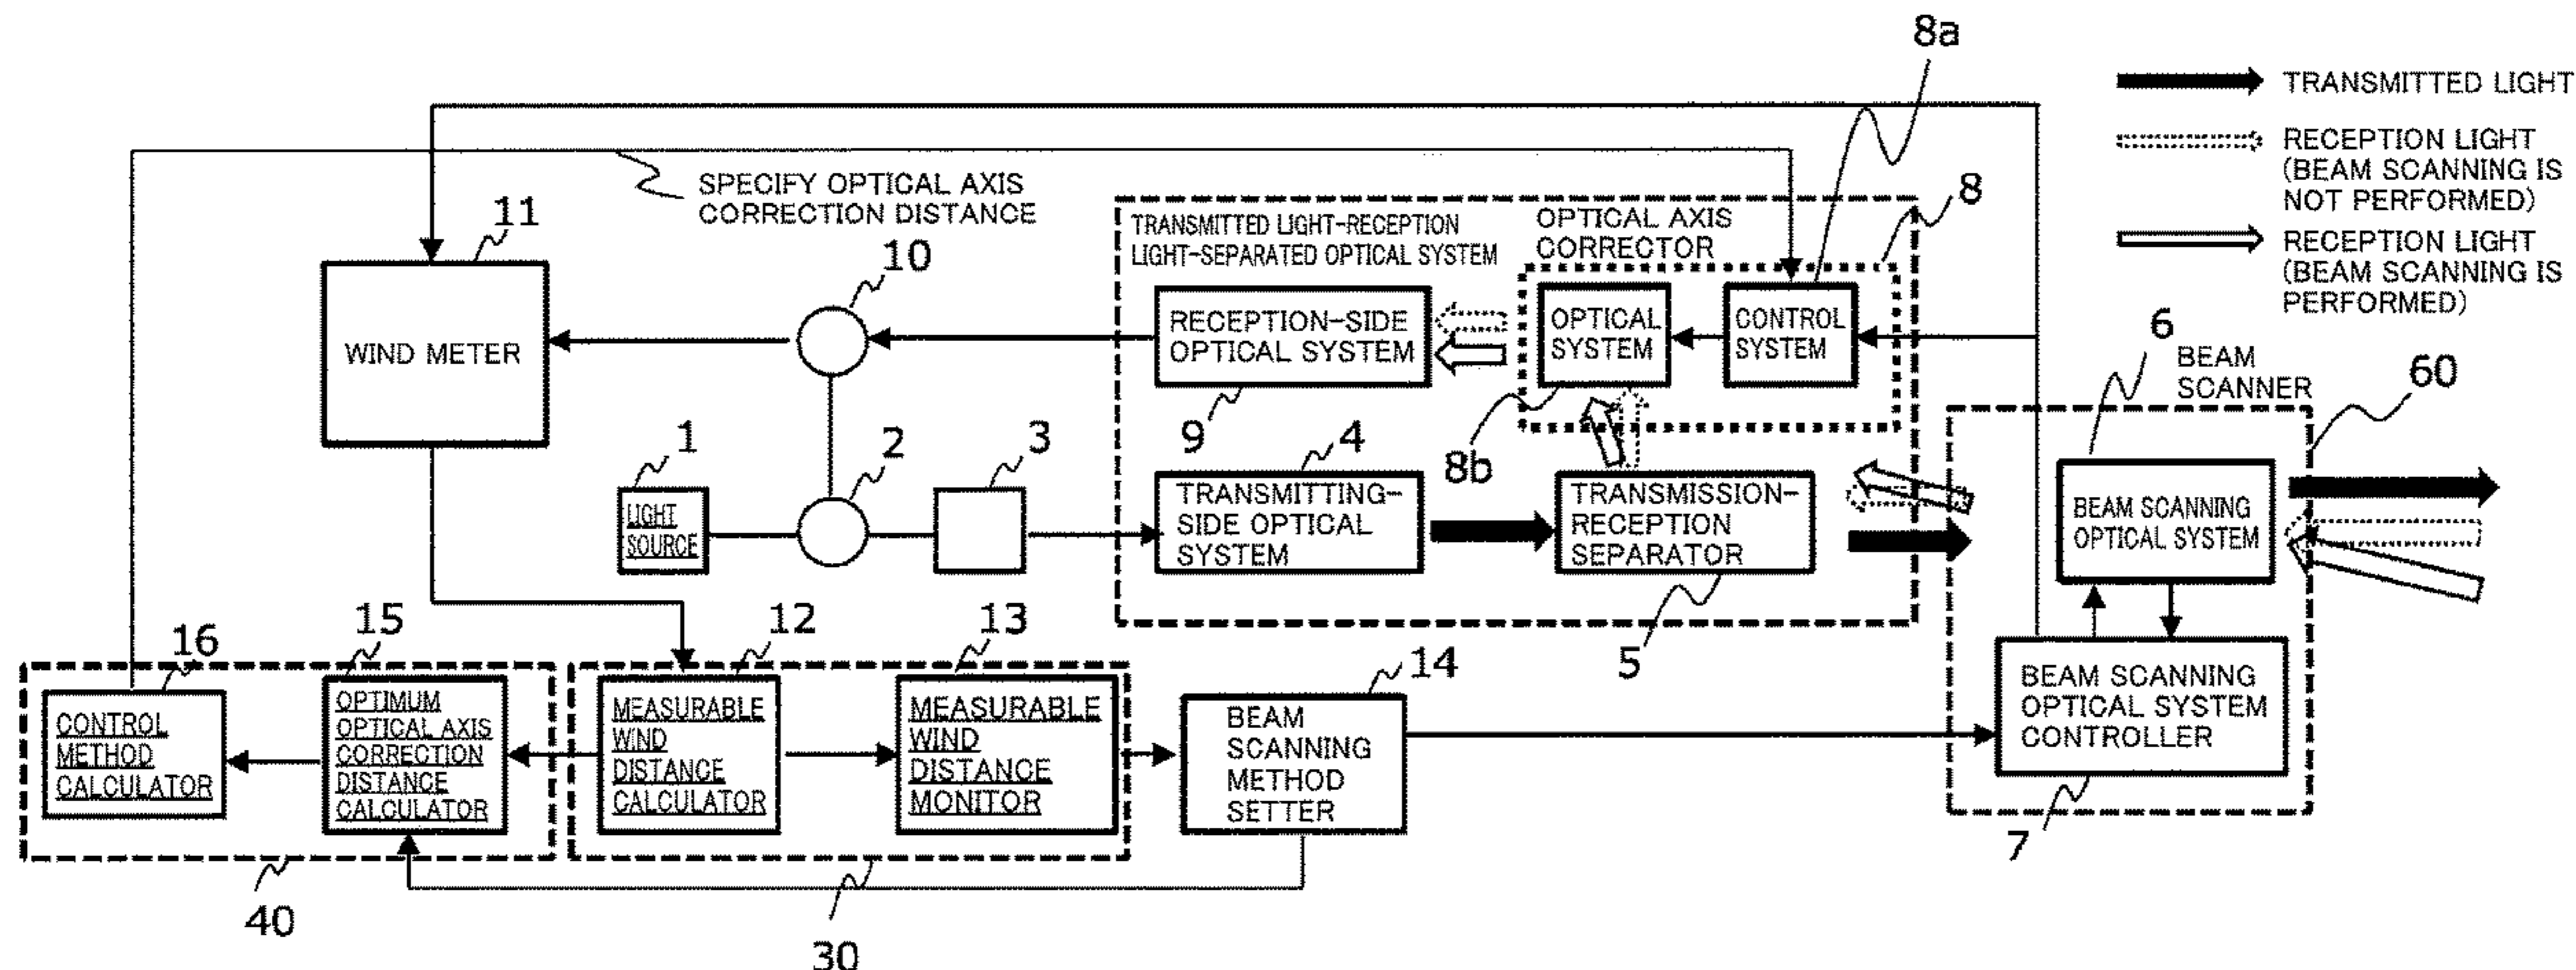 8a
TRANSMITTED LIGHT
RECEPTION LIGHT
(BEAM SCANNING IS
NOT PERFORMED)
RECEPTION LIGHT
(BEAM SCANNING IS
PERFORMED)
SPECIFY OPTICAL AXIS
CORRECTION DISTANCE
11
WIND METER
10
TRANSMITTED LIGHT-RECEPTION
LIGHT-SEPARATED OPTICAL SYSTEM
OPTICAL AXIS
CORRECTOR
8
RECEPTION-SIDE
OPTICAL SYSTEM
9
OPTICAL
SYSTEM
8b
CONTROL
SYSTEM
6
BEAM
SCANNER
60
1
LIGHT
SOURCE
2
3
4
TRANSMITTING-
SIDE OPTICAL
SYSTEM
TRANSMISSION-
RECEPTION
SEPARATOR
5
BEAM SCANNING
OPTICAL SYSTEM
BEAM SCANNING
OPTICAL SYSTEM
CONTROLLER
7
16
CONTROL
METHOD
CALCULATOR
15
OPTIMUM
OPTICAL AXIS
CORRECTION
DISTANCE
CALCULATOR
40
12
MEASURABLE
WIND
DISTANCE
CALCULATOR
13
MEASURABLE
WIND
DISTANCE
MONITOR
30
14
BEAM
SCANNING
METHOD
SETTER